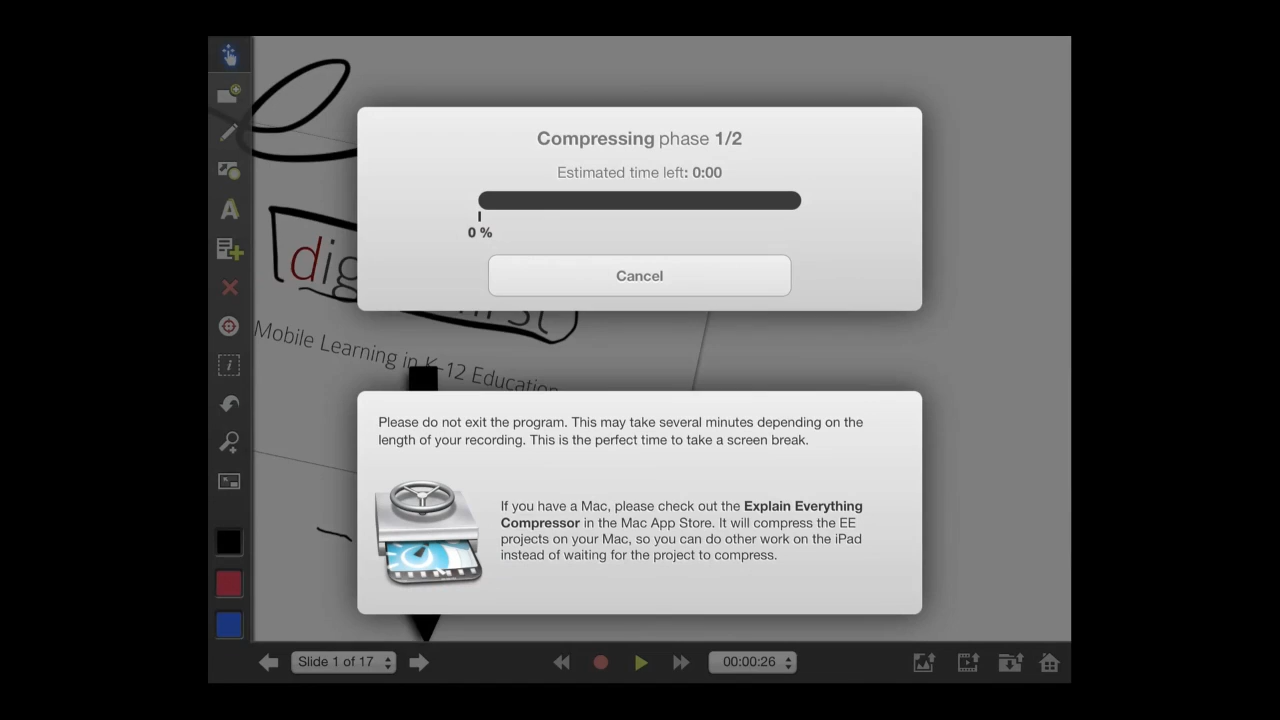 Compressing phase 1/2
Estimated time left: 0:00
0 %
Cancel
dig
Mobile Learning in K-12 Education
Please do not exit the program. This may take several minutes depending on the
length of your recording. This is the perfect time to take a screen break.
If you have a Mac, please check out the Explain Everything
Compressor in the Mac App Store. It will compress the EE
projects on your Mac, so you can do other work on the iPad
instead of waiting for the project to compress.
A
i
Slide 1 of 17
00:00:26